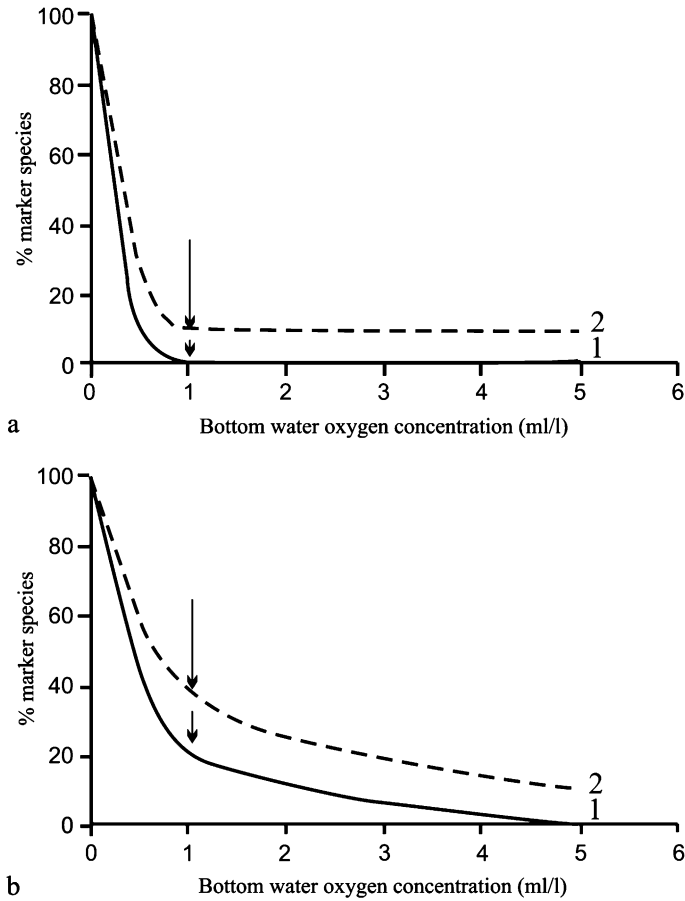 100
80
60
40
20
0
% marker species
2
1
0 1 2 3 4 5 6
a
Bottom water oxygen concentration (ml/l)
100
80
60
40
20
0
% marker species
2
1
0 1 2 3 4 5 6
b
Bottom water oxygen concentration (ml/l)